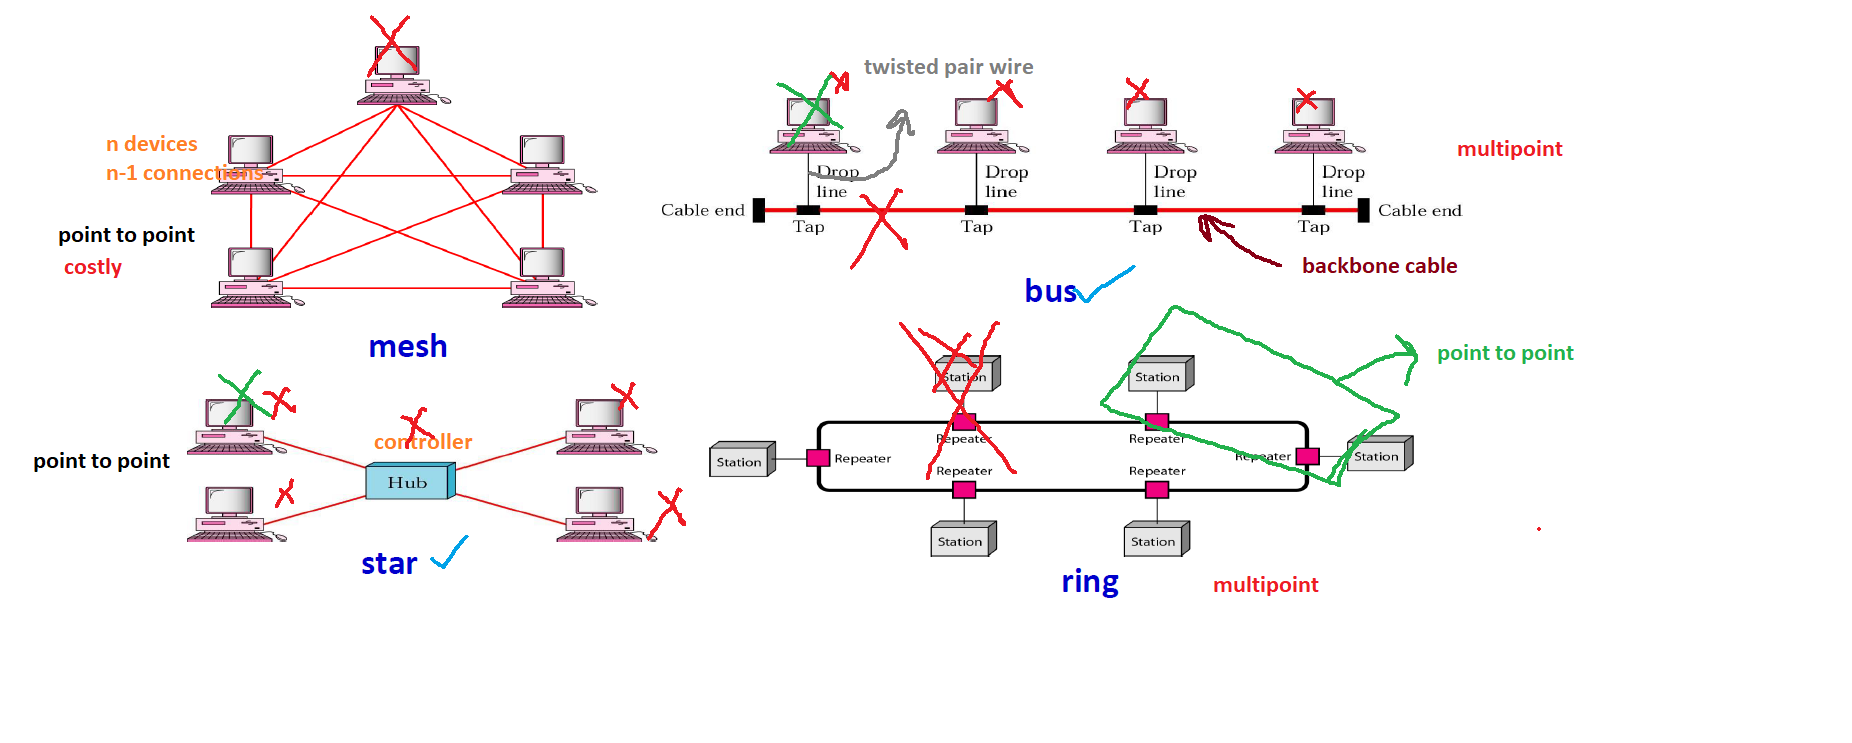 n devices
n-1 connections
point to point
costly
mesh
twisted pair wire
Drop
line
Drop
line
Drop
line
Drop
line
multipoint
Cable end
Tap
Tap
Tap
Tap
Cable end
backbone cable
bus
point to point
controller
Hub
star
Station
Station
point to point
Repeater
Repeater
Station
Repeater
Repeater
Station
Repeater
Repeater
Station
Station
ring
multipoint